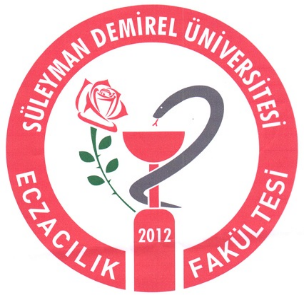 SÜLEYMAN DEMİREL ÜNİVERSİTESİ
2012
ECZACILIK FAKÜLTESİ